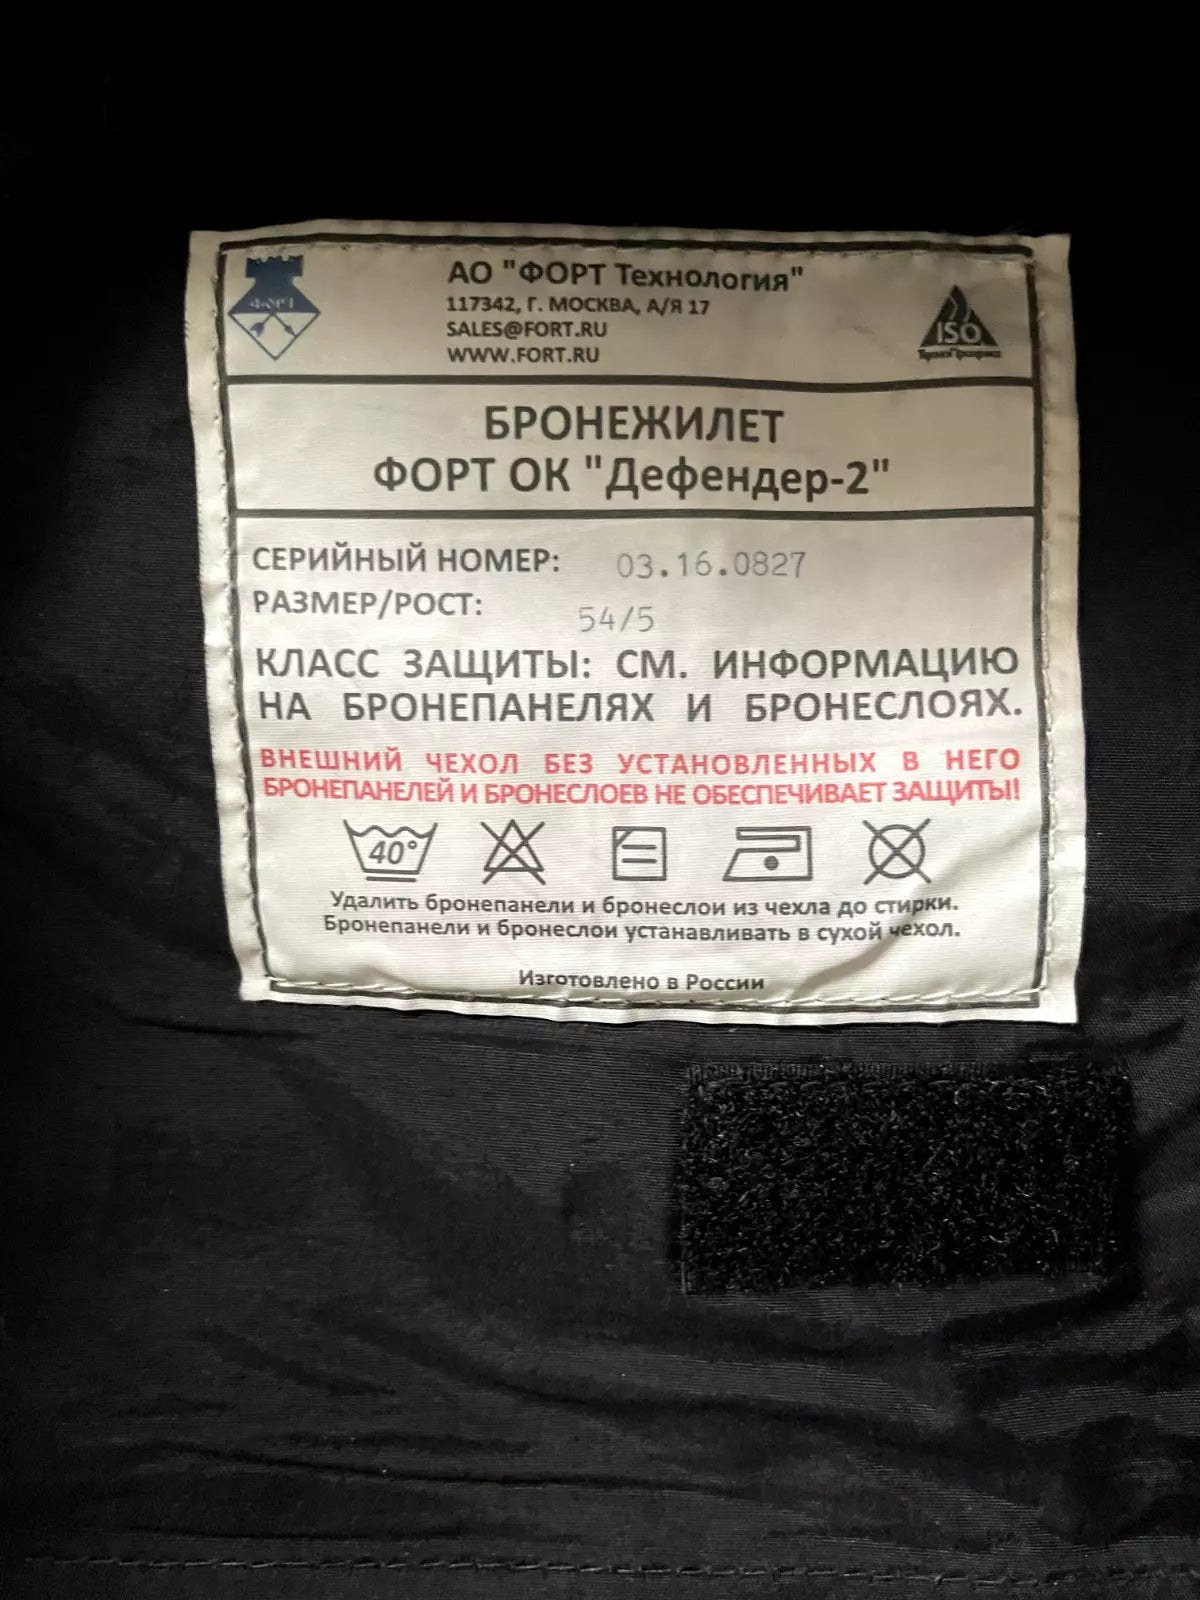 ФОРТ
АО "ФОРТ Технология"
117342, Г. МОСКВА, А/Я 17
SALES@FORT.RU
WWW.FORT.RU
ISO
БРОНЕЖИЛЕТ
ФОРТ ОК "Дефендер-2"
СЕРИЙНЫЙ НОМЕР: 03.16.0827
РАЗМЕР/РОСТ: 54/5
КЛАСС ЗАЩИТЫ: СМ. ИНФОРМАЦИЮ
НА БРОНЕПАНЕЛЯХ И БРОНЕСЛОЯХ.
ВНЕШНИЙ ЧЕХОЛ БЕЗ УСТАНОВЛЕННЫХ В НЕГО
БРОНЕПАНЕЛЕЙ И БРОНЕСЛОЕВ НЕ ОБЕСПЕЧИВАЕТ ЗАЩИТЫ!
40°
Удалить бронепанели и бронеслои из чехла до стирки.
Бронепанели и бронеслои устанавливать в сухой чехол.
Изготовлено в России